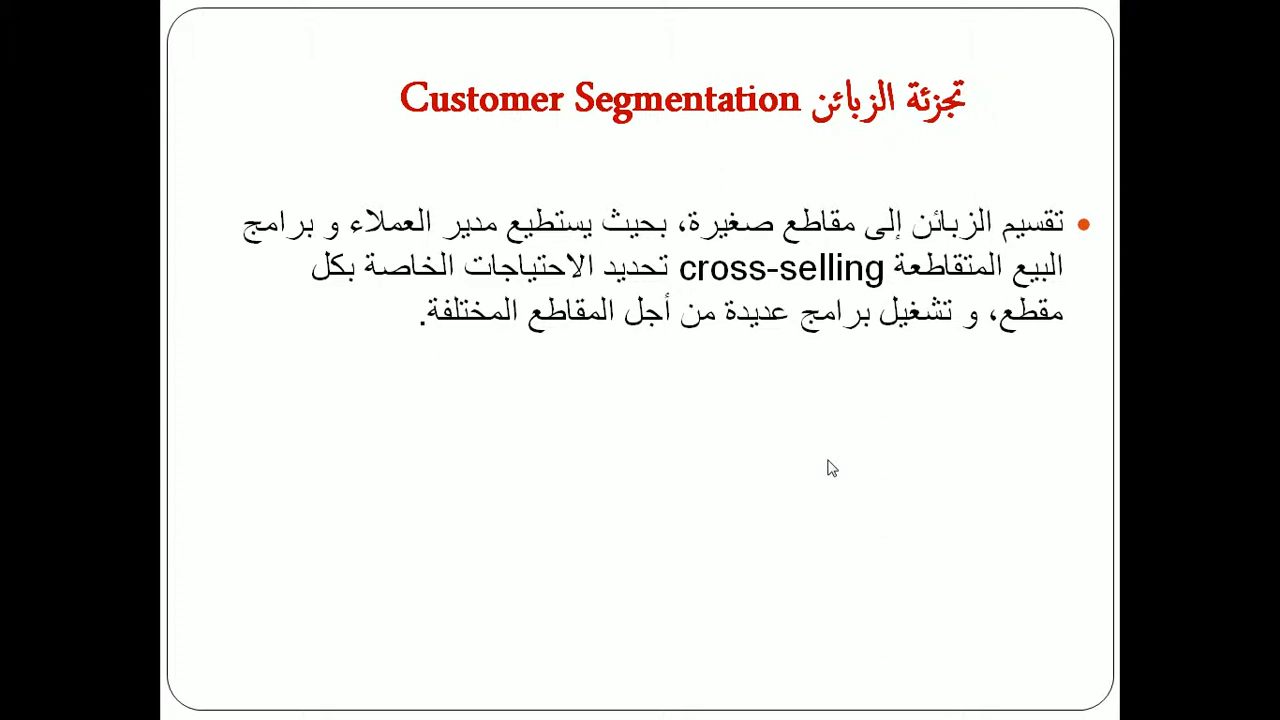 تجزئة الزبائن Customer Segmentation
تقسيم الزبائن إلى مقاطع صغيرة، بحيث يستطيع مدير العملاء و برامج
البيع المتقاطعة cross-selling تحديد الاحتياجات الخاصة بكل
مقطع، و تشغيل برامج عديدة من أجل المقاطع المختلفة.